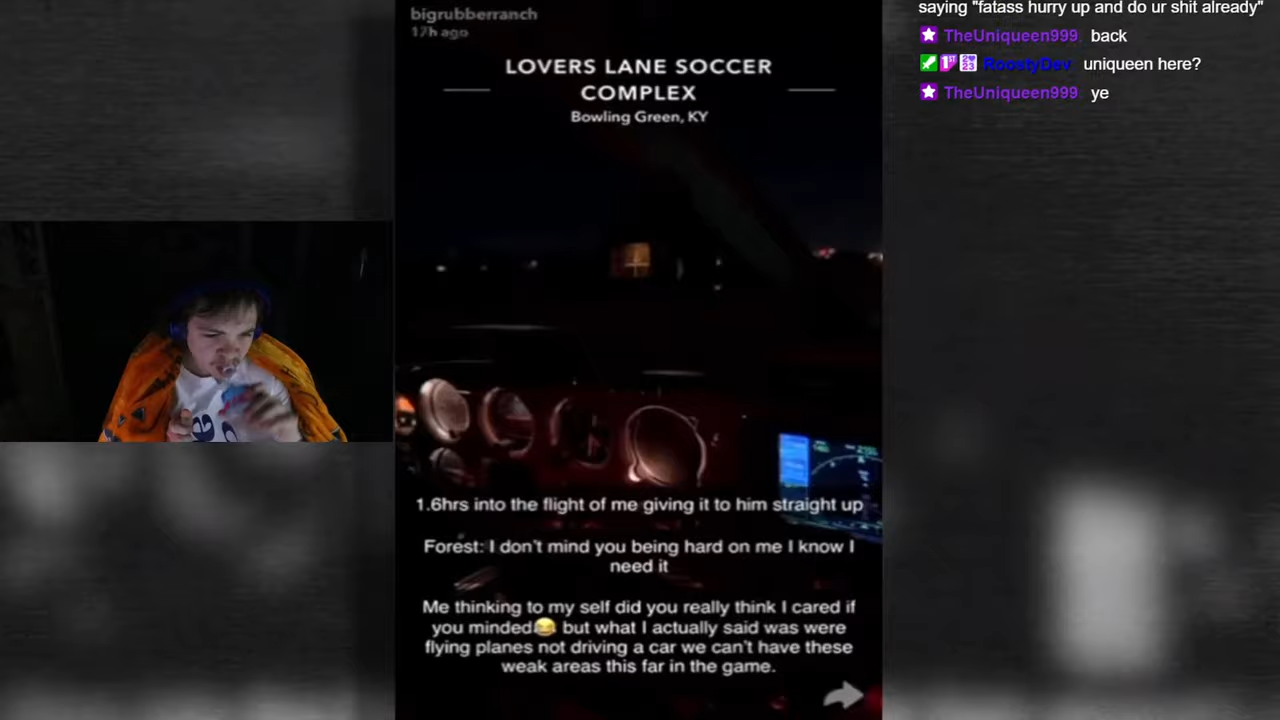 bigrubberranch
17h ago
LOVERS LANE SOCCER
COMPLEX
Bowling Green, KY
1.6hrs into the flight of me giving it to him straight up
Forest: I don't mind you being hard on me I know I
need it
Me thinking to my self did you really think I cared if
you minded😂 but what I actually said was were
flying planes not driving a car we can't have these
weak areas this far in the game.
saying "fatass hurry up and do ur shit already"
TheUniqueen999: back
RoostyDev uniqueen here?
TheUniqueen999: ye